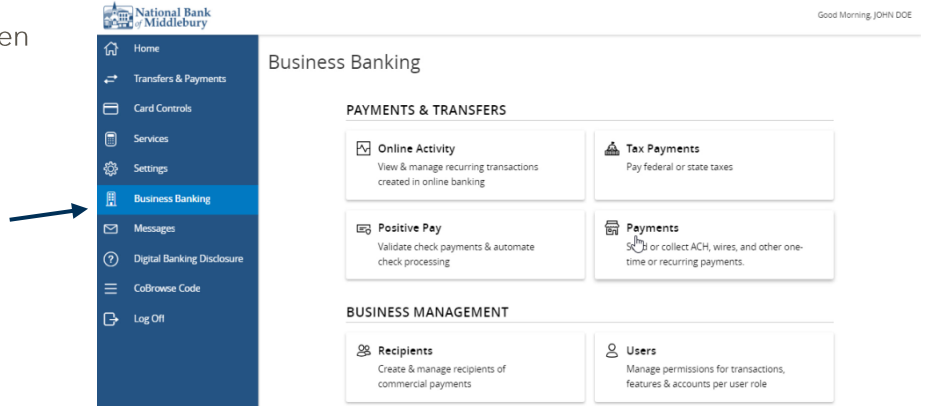 National Bank
of Middlebury
Good Morning, JOHN DOE
en
Home
Transfers & Payments
Card Controls
Services
Settings
Business Banking
Messages
Digital Banking Disclosure
CoBrowse Code
Log Off
Business Banking
PAYMENTS & TRANSFERS
Online Activity
View & manage recurring transactions
created in online banking
Tax Payments
Pay federal or state taxes
Positive Pay
Validate check payments & automate
check processing
Payments
Send or collect ACH, wires, and other one-
time or recurring payments.
BUSINESS MANAGEMENT
Recipients
Create & manage recipients of
commercial payments
Users
Manage permissions for transactions,
features & accounts per user role